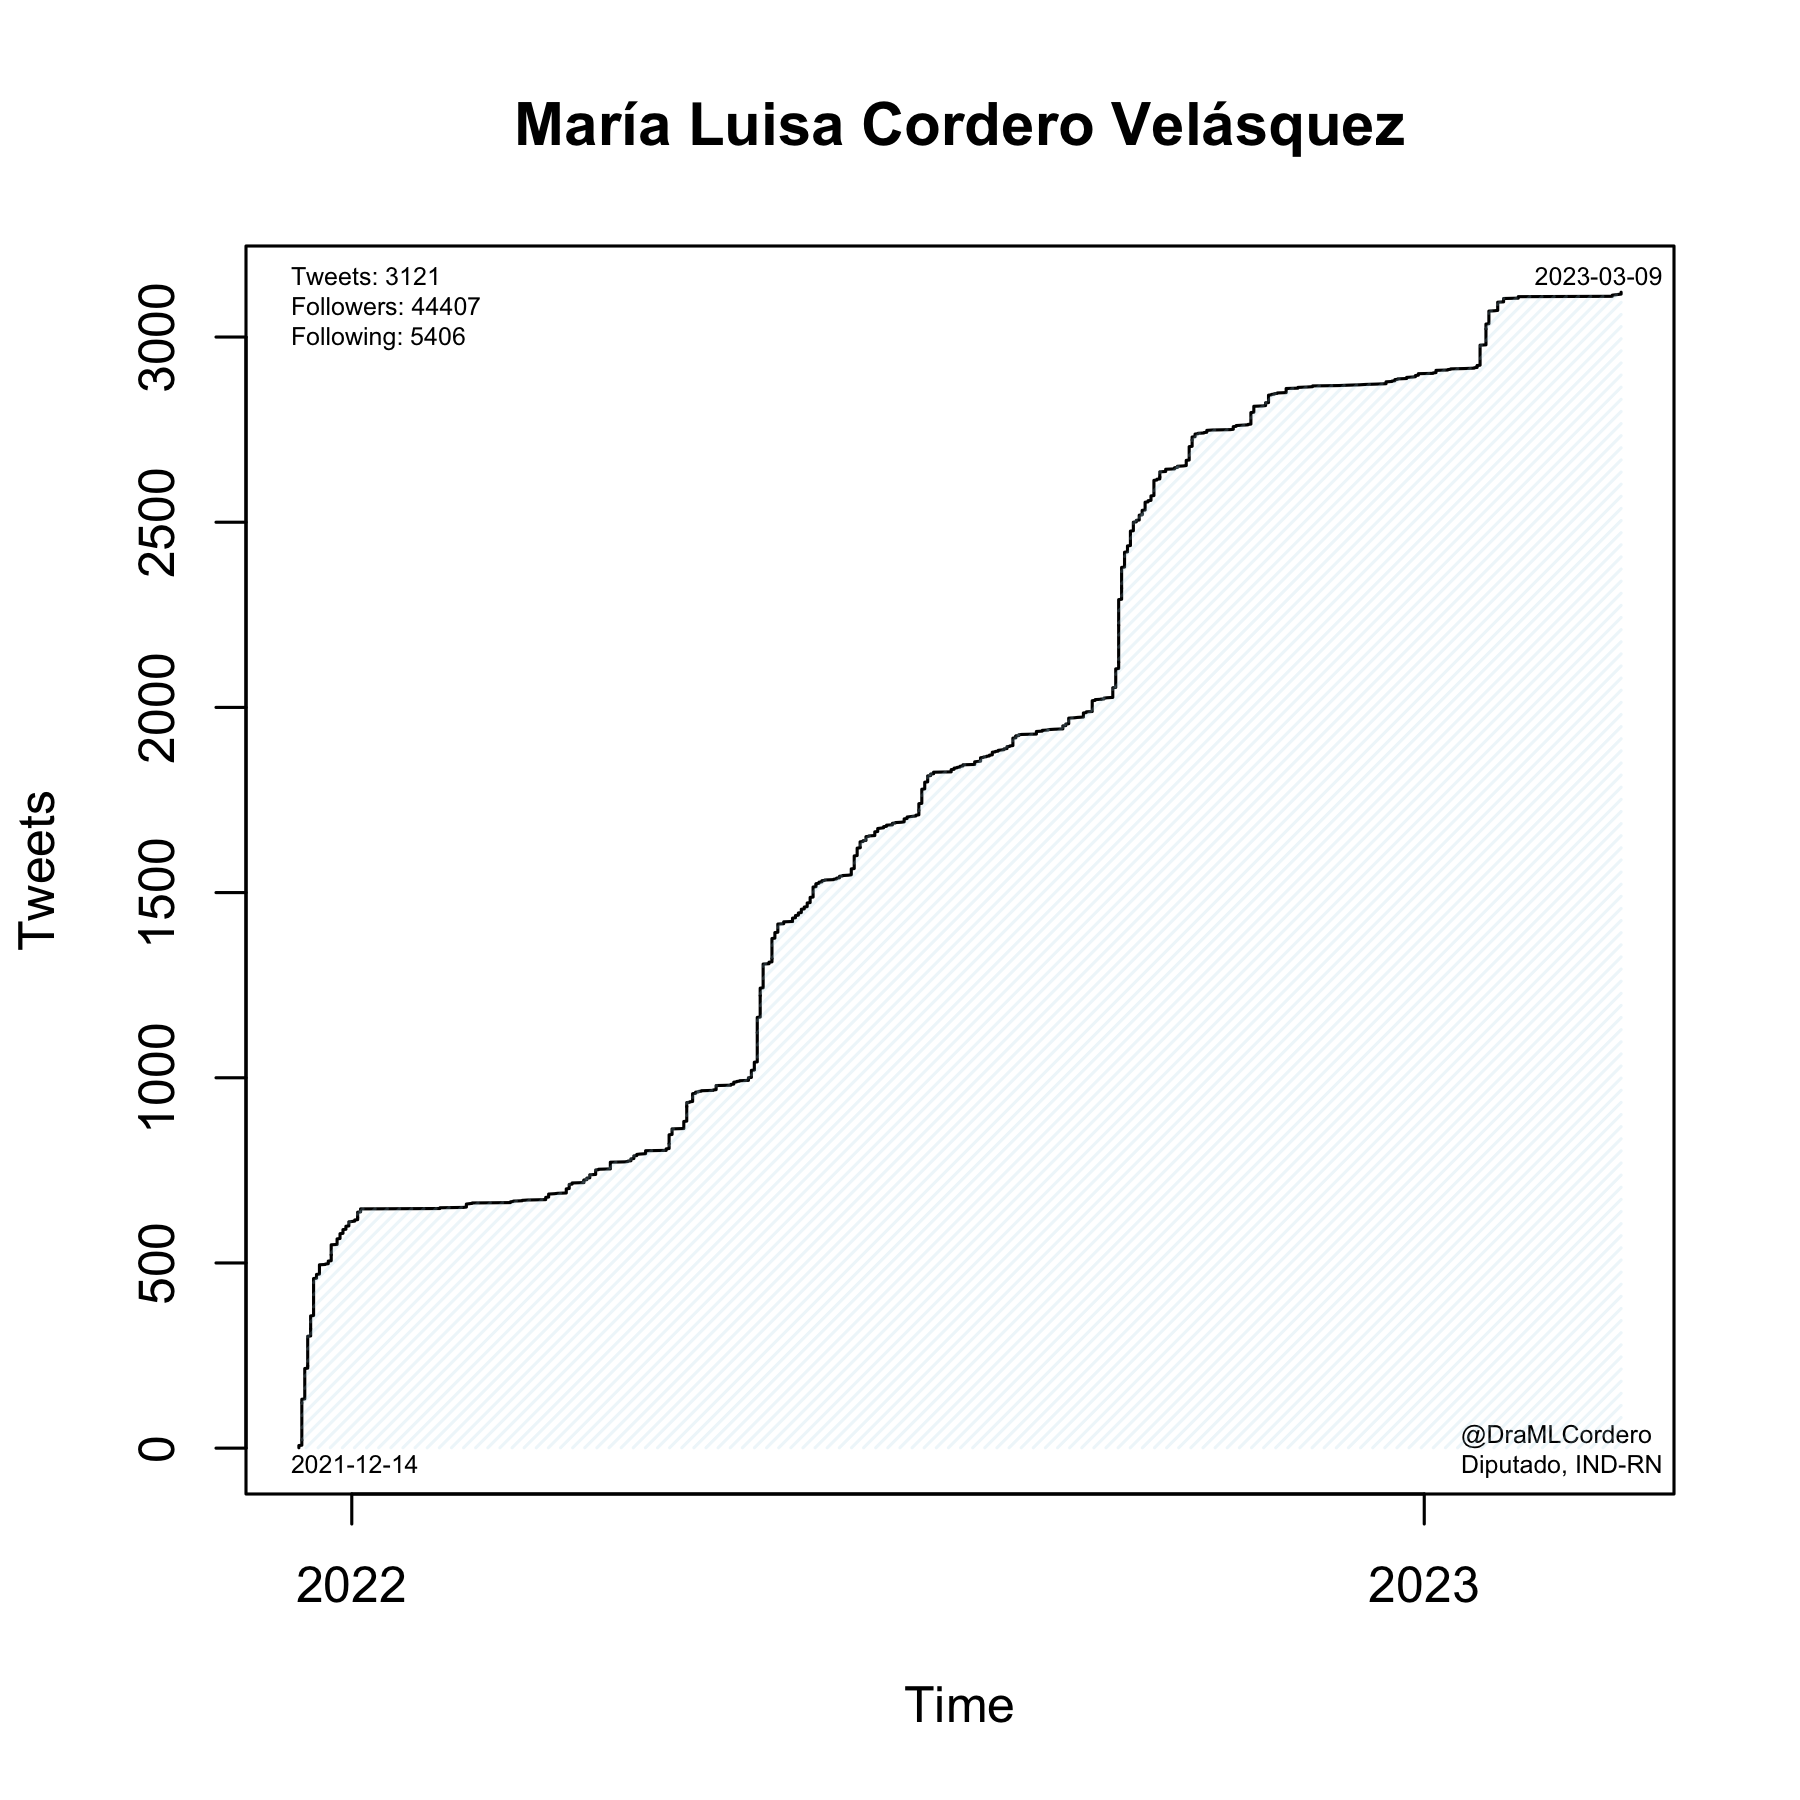 María Luisa Cordero Velásquez
Tweets: 3121
Followers: 44407
Following: 5406
2023-03-09
Tweets
3000
2500
2000
1500
1000
500
0
2021-12-14
@DraMLCordero
Diputado, IND-RN
2022
2023
Time